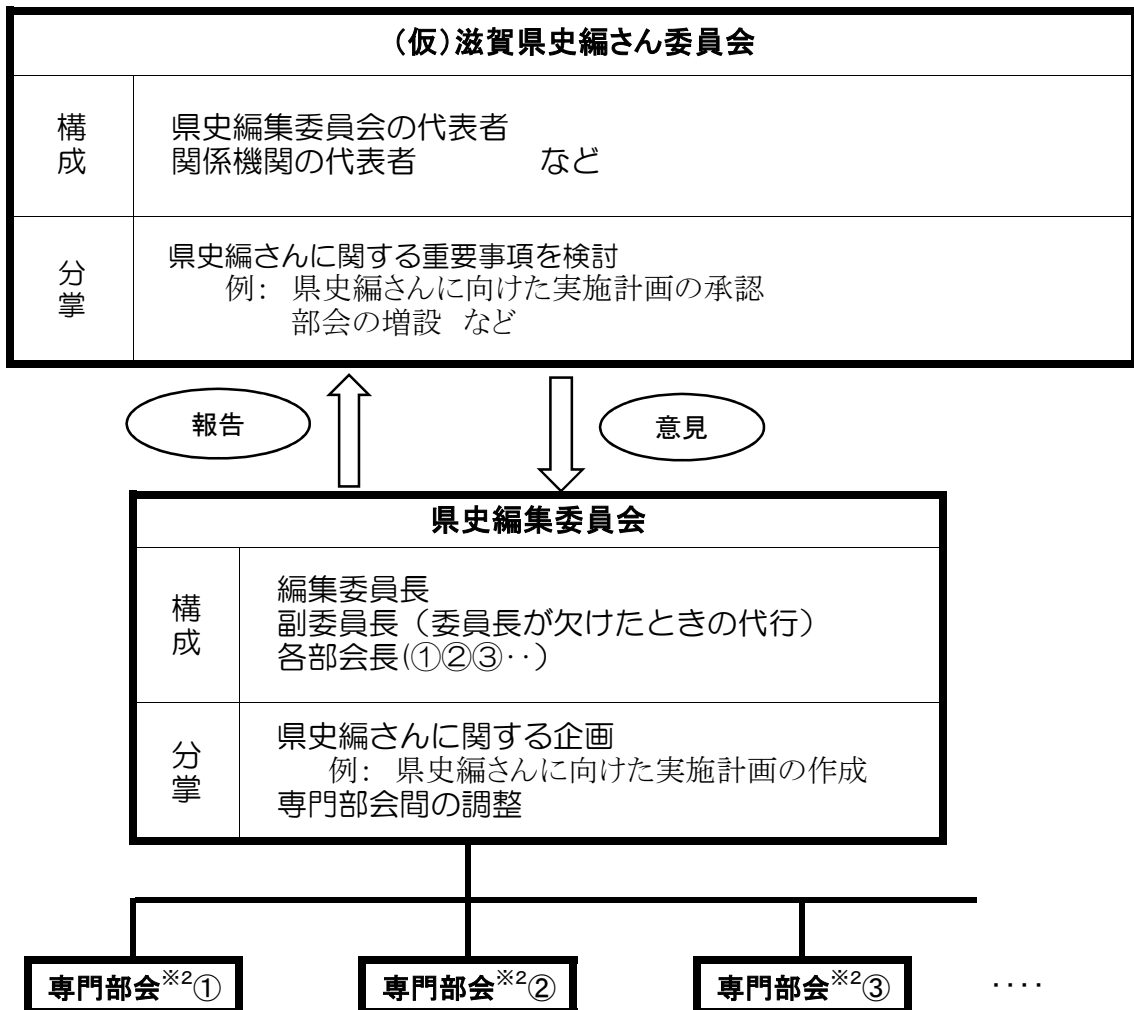 （仮）滋賀県史編さん委員会
構成
県史編集委員会の代表者
関係機関の代表者　　　　など
分掌
県史編さんに関する重要事項を検討
例：　県史編さんに向けた実施計画の承認
部会の増設　など
報告
意見
県史編集委員会
構成
編集委員長
副委員長（委員長が欠けたときの代行）
各部会長(①②③‥）
分掌
県史編さんに関する企画
例：　県史編さんに向けた実施計画の作成
専門部会間の調整
専門部会※2①　専門部会※2②　専門部会※2③　‥‥